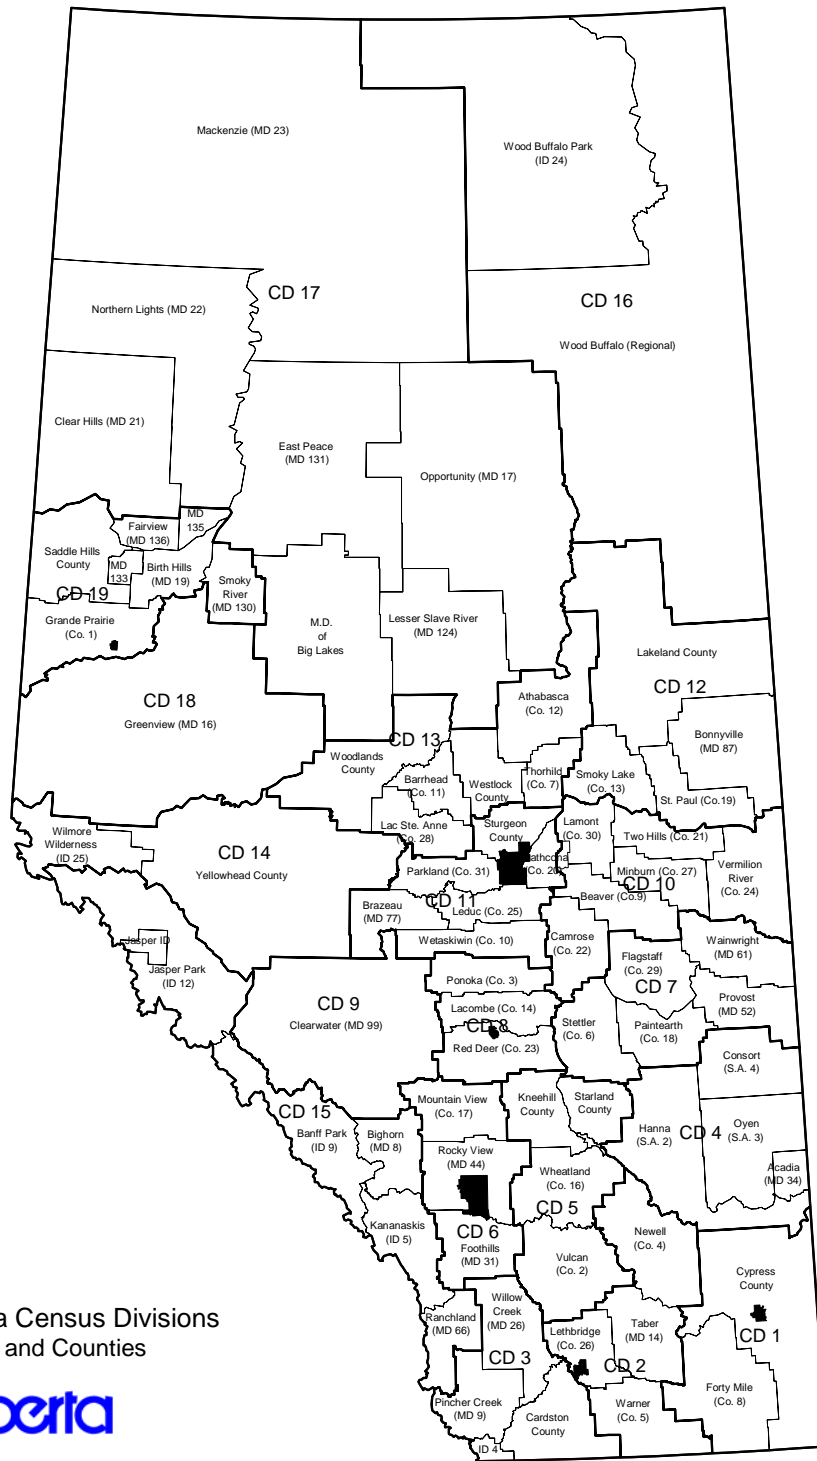 Mackenzie (MD 23)
Wood Buffalo Park
(ID 24)
CD 17
CD 16
Northern Lights (MD 22)
Wood Buffalo (Regional)
Clear Hills (MD 21)
East Peace
(MD 131)
Opportunity (MD 17)
MD
135
Fairview
(MD 136)
Saddle Hills
County
MD
133
Birth Hills
(MD 19)
CD 19
Smoky
River
(MD 130)
Grande Prairie
(Co. 1)
M.D.
of
Big Lakes
Lesser Slave River
(MD 124)
Lakeland County
CD 12
CD 18
Greenview (MD 16)
Athabasca
(Co. 12)
Bonnyville
(MD 87)
CD 13
Woodlands
County
Barrhead
(Co. 11)
Westlock
County
Thorhild
(Co. 7)
Smoky Lake
(Co. 13)
St. Paul (Co.19)
Lac Ste. Anne
(Co. 28)
Sturgeon
County
Lamont
(Co. 30)
Two Hills (Co. 21)
Wilmore
Wilderness
(ID 25)
CD 14
Yellowhead County
Parkland (Co. 31)
athcona
(Co. 20)
Minburn (Co. 27)
CD 10
Vermilion
River
(Co. 24)
Beaver (Co.9)
Brazeau
(MD 77)
CD 11
Leduc (Co. 25)
Wetaskiwin (Co. 10)
Camrose
(Co. 22)
Wainwright
(MD 61)
Jasper ID
Jasper Park
(ID 12)
Flagstaff
(Co. 29)
CD 7
Ponoka (Co. 3)
CD 9
Clearwater (MD 99)
Lacombe (Co. 14)
CD 8
Red Deer (Co. 23)
Stettler
(Co. 6)
Paintearth
(Co. 18)
Provost
(MD 52)
Consort
(S.A. 4)
CD 15
Banff Park
(ID 9)
Bighorn
(MD 8)
Mountain View
(Co. 17)
Kneehill
County
Starland
County
Hanna
(S.A. 2)
CD 4
Oyen
(S.A. 3)
Acadia
(MD 34)
Rocky View
(MD 44)
Wheatland
(Co. 16)
CD 5
Kananaskis
(ID 5)
CD 6
Foothills
(MD 31)
Vulcan
(Co. 2)
Newell
(Co. 4)
Cypress
County
CD 1
Ranchland
(MD 66)
Willow
Creek
(MD 26)
CD 3
Lethbridge
(Co. 26)
Taber
(MD 14)
CD 2
Pincher Creek
(MD 9)
Cardston
County
Warner
(Co. 5)
Forty Mile
(Co. 8)
ID 4
a Census Divisions
and Counties
berta